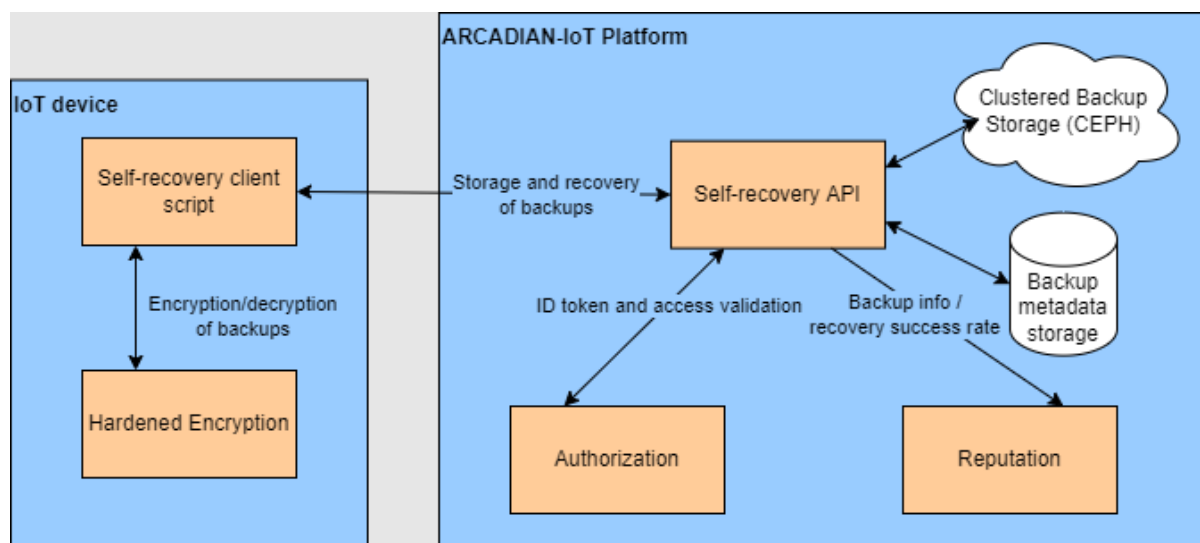 ARCADIAN-IoT Platform
IoT device
Self-recovery client
script
Storage and recovery
of backups
Self-recovery API
Clustered Backup
Storage (CEPH)
Backup
metadata
storage
Encryption/decryption
of backups
ID token and access validation
Backup info /
recovery success rate
Hardened Encryption
Authorization
Reputation